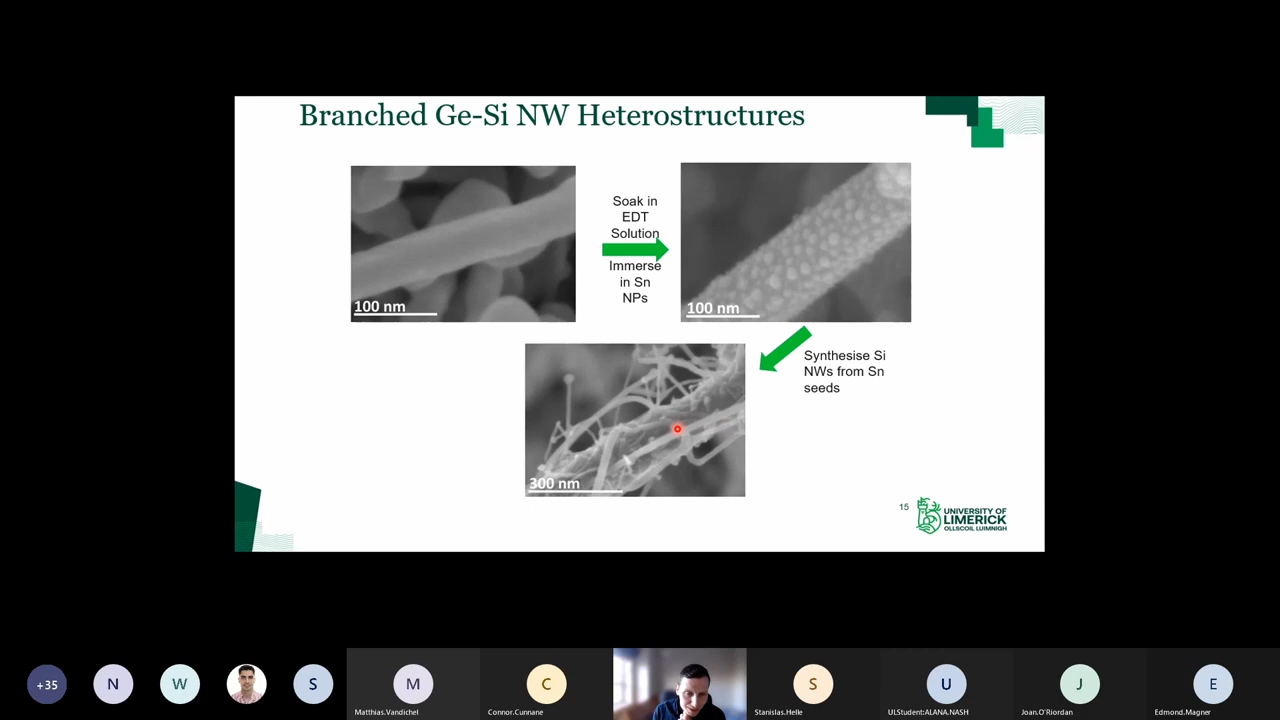 Branched Ge-Si NW Heterostructures
Soak in
EDT
Solution
Immerse
in Sn
NPs
100 nm
100 nm
Synthesise Si
NWs from Sn
seeds
300 nm
15
UNIVERSITY OF
LIMERICK
OLLSCOIL LUIMNIGH
+35
N
W
S
M
C
S
U
J
E
Matthias.Vandichel
Connor.Cunnane
Stanislas.Helle
ULStudent:ALANA.NASH
Joan.O'Riordan
Edmond.Magner